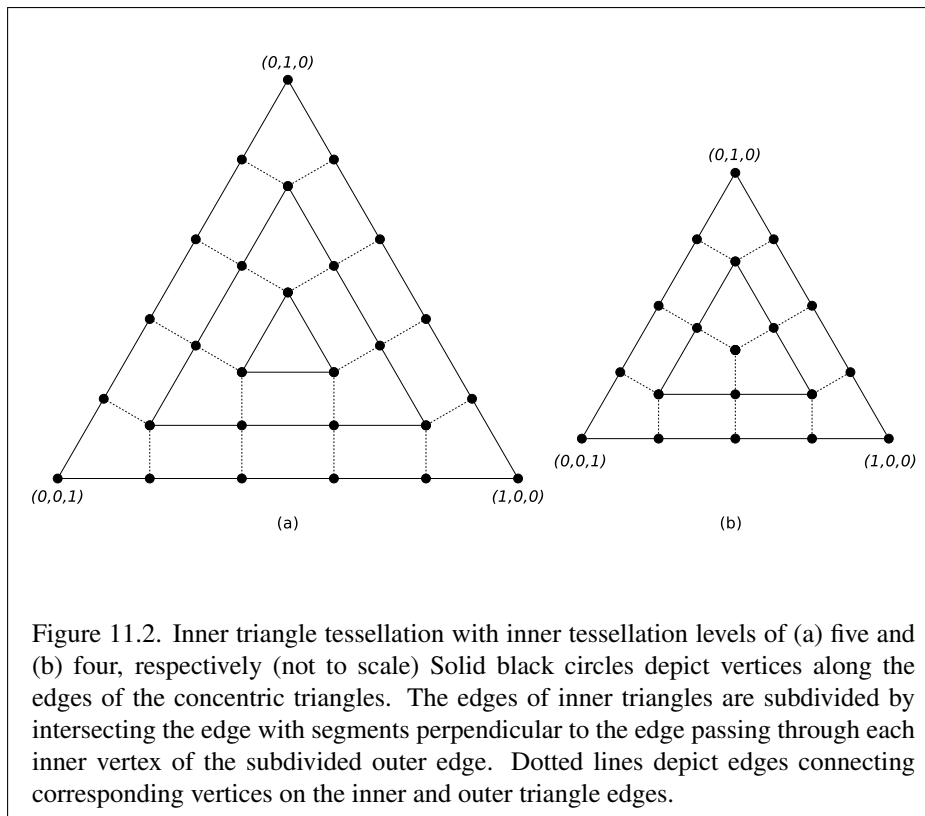 (0,1,0)
(0,1,0)
(0,0,1)
(1,0,0)
(0,0,1)
(1,0,0)
(a)
(b)
Figure 11.2. Inner triangle tessellation with inner tessellation levels of (a) five and
(b) four, respectively (not to scale) Solid black circles depict vertices along the
edges of the concentric triangles. The edges of inner triangles are subdivided by
intersecting the edge with segments perpendicular to the edge passing through each
inner vertex of the subdivided outer edge. Dotted lines depict edges connecting
corresponding vertices on the inner and outer triangle edges.